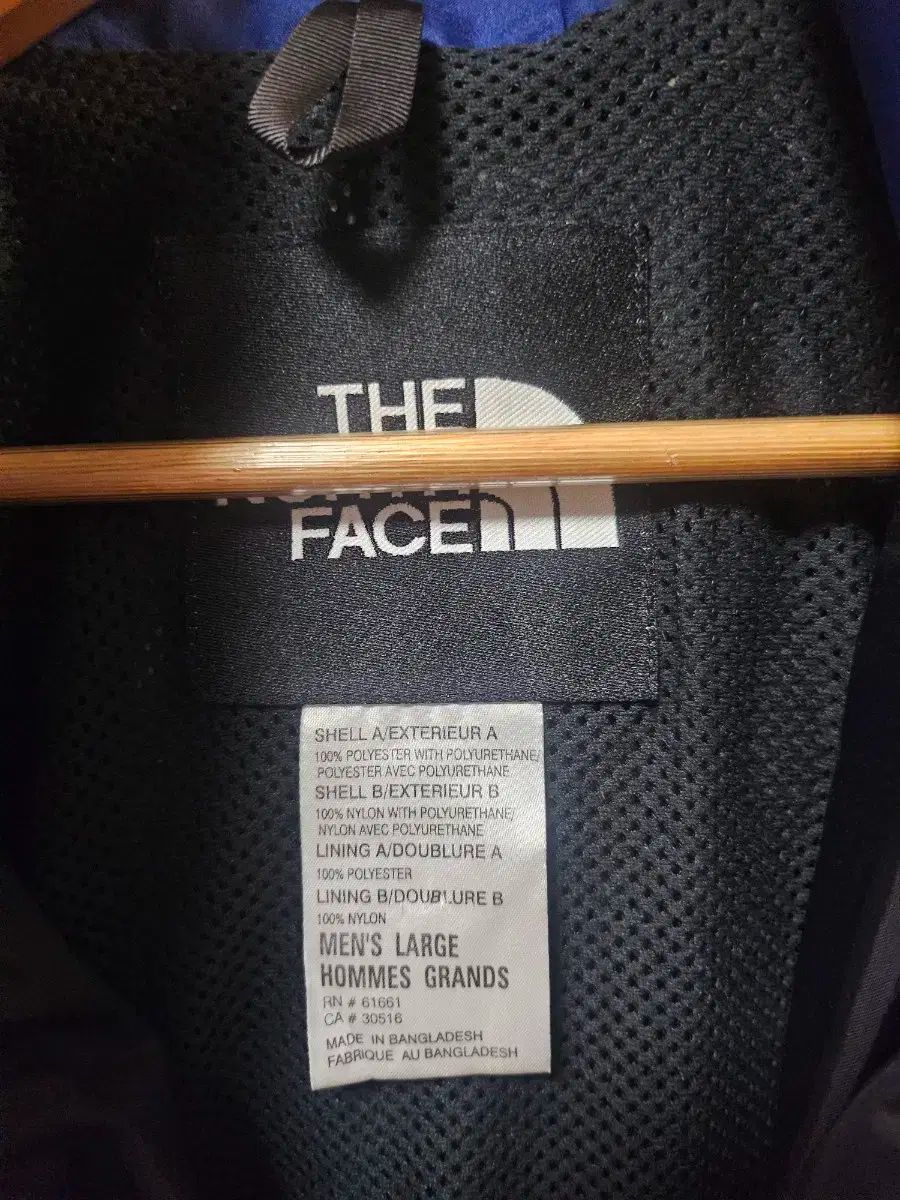 THE
FACE
SHELL A/EXTERIEUR A
100% POLYESTER WITH POLYURETHANE/
POLYESTER AVEC POLYURETHANE
SHELL B/EXTERIEUR B
100% NYLON WITH POLYURETHANE/
NYLON AVEC POLYURETHANE
LINING A/DOUBLURE A
100% POLYESTER
LINING B/DOUBLURE B
100% NYLON
MEN'S LARGE
HOMMES GRANDS
RN # 61661
CA # 30516
MADE IN BANGLADESH
FABRIQUE AU BANGLADESH